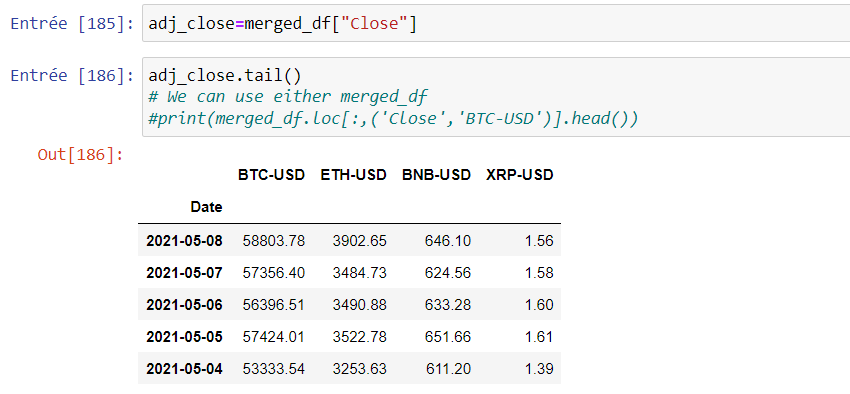 Entrée [185]: adj_close=merged_df["Close"]
Entrée [186]: adj_close.tail()
# We can use either merged_df
#print(merged_df.loc[:,('Close','BTC-USD')].head())
Out[186]:
BTC-USD ETH-USD BNB-USD XRP-USD
Date
2021-05-08 58803.78 3902.65 646.10 1.56
2021-05-07 57356.40 3484.73 624.56 1.58
2021-05-06 56396.51 3490.88 633.28 1.60
2021-05-05 57424.01 3522.78 651.66 1.61
2021-05-04 53333.54 3253.63 611.20 1.39